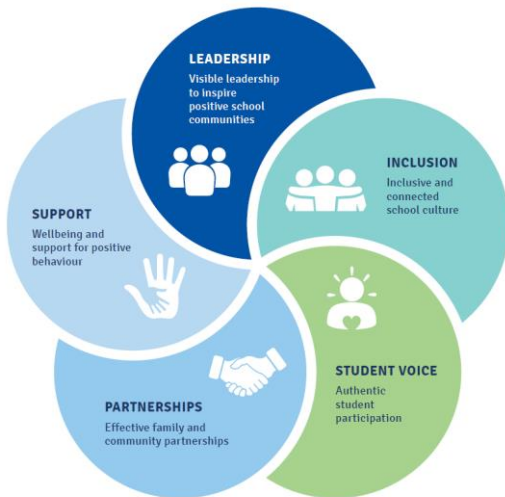 LEADERSHIP
Visible leadership
to inspire
positive school
communities
INCLUSION
Inclusive and
connected
school culture
STUDENT VOICE
Authentic
student
participation
PARTNERSHIPS
Effective family and
community partnerships
SUPPORT
Wellbeing and
support for positive
behaviour